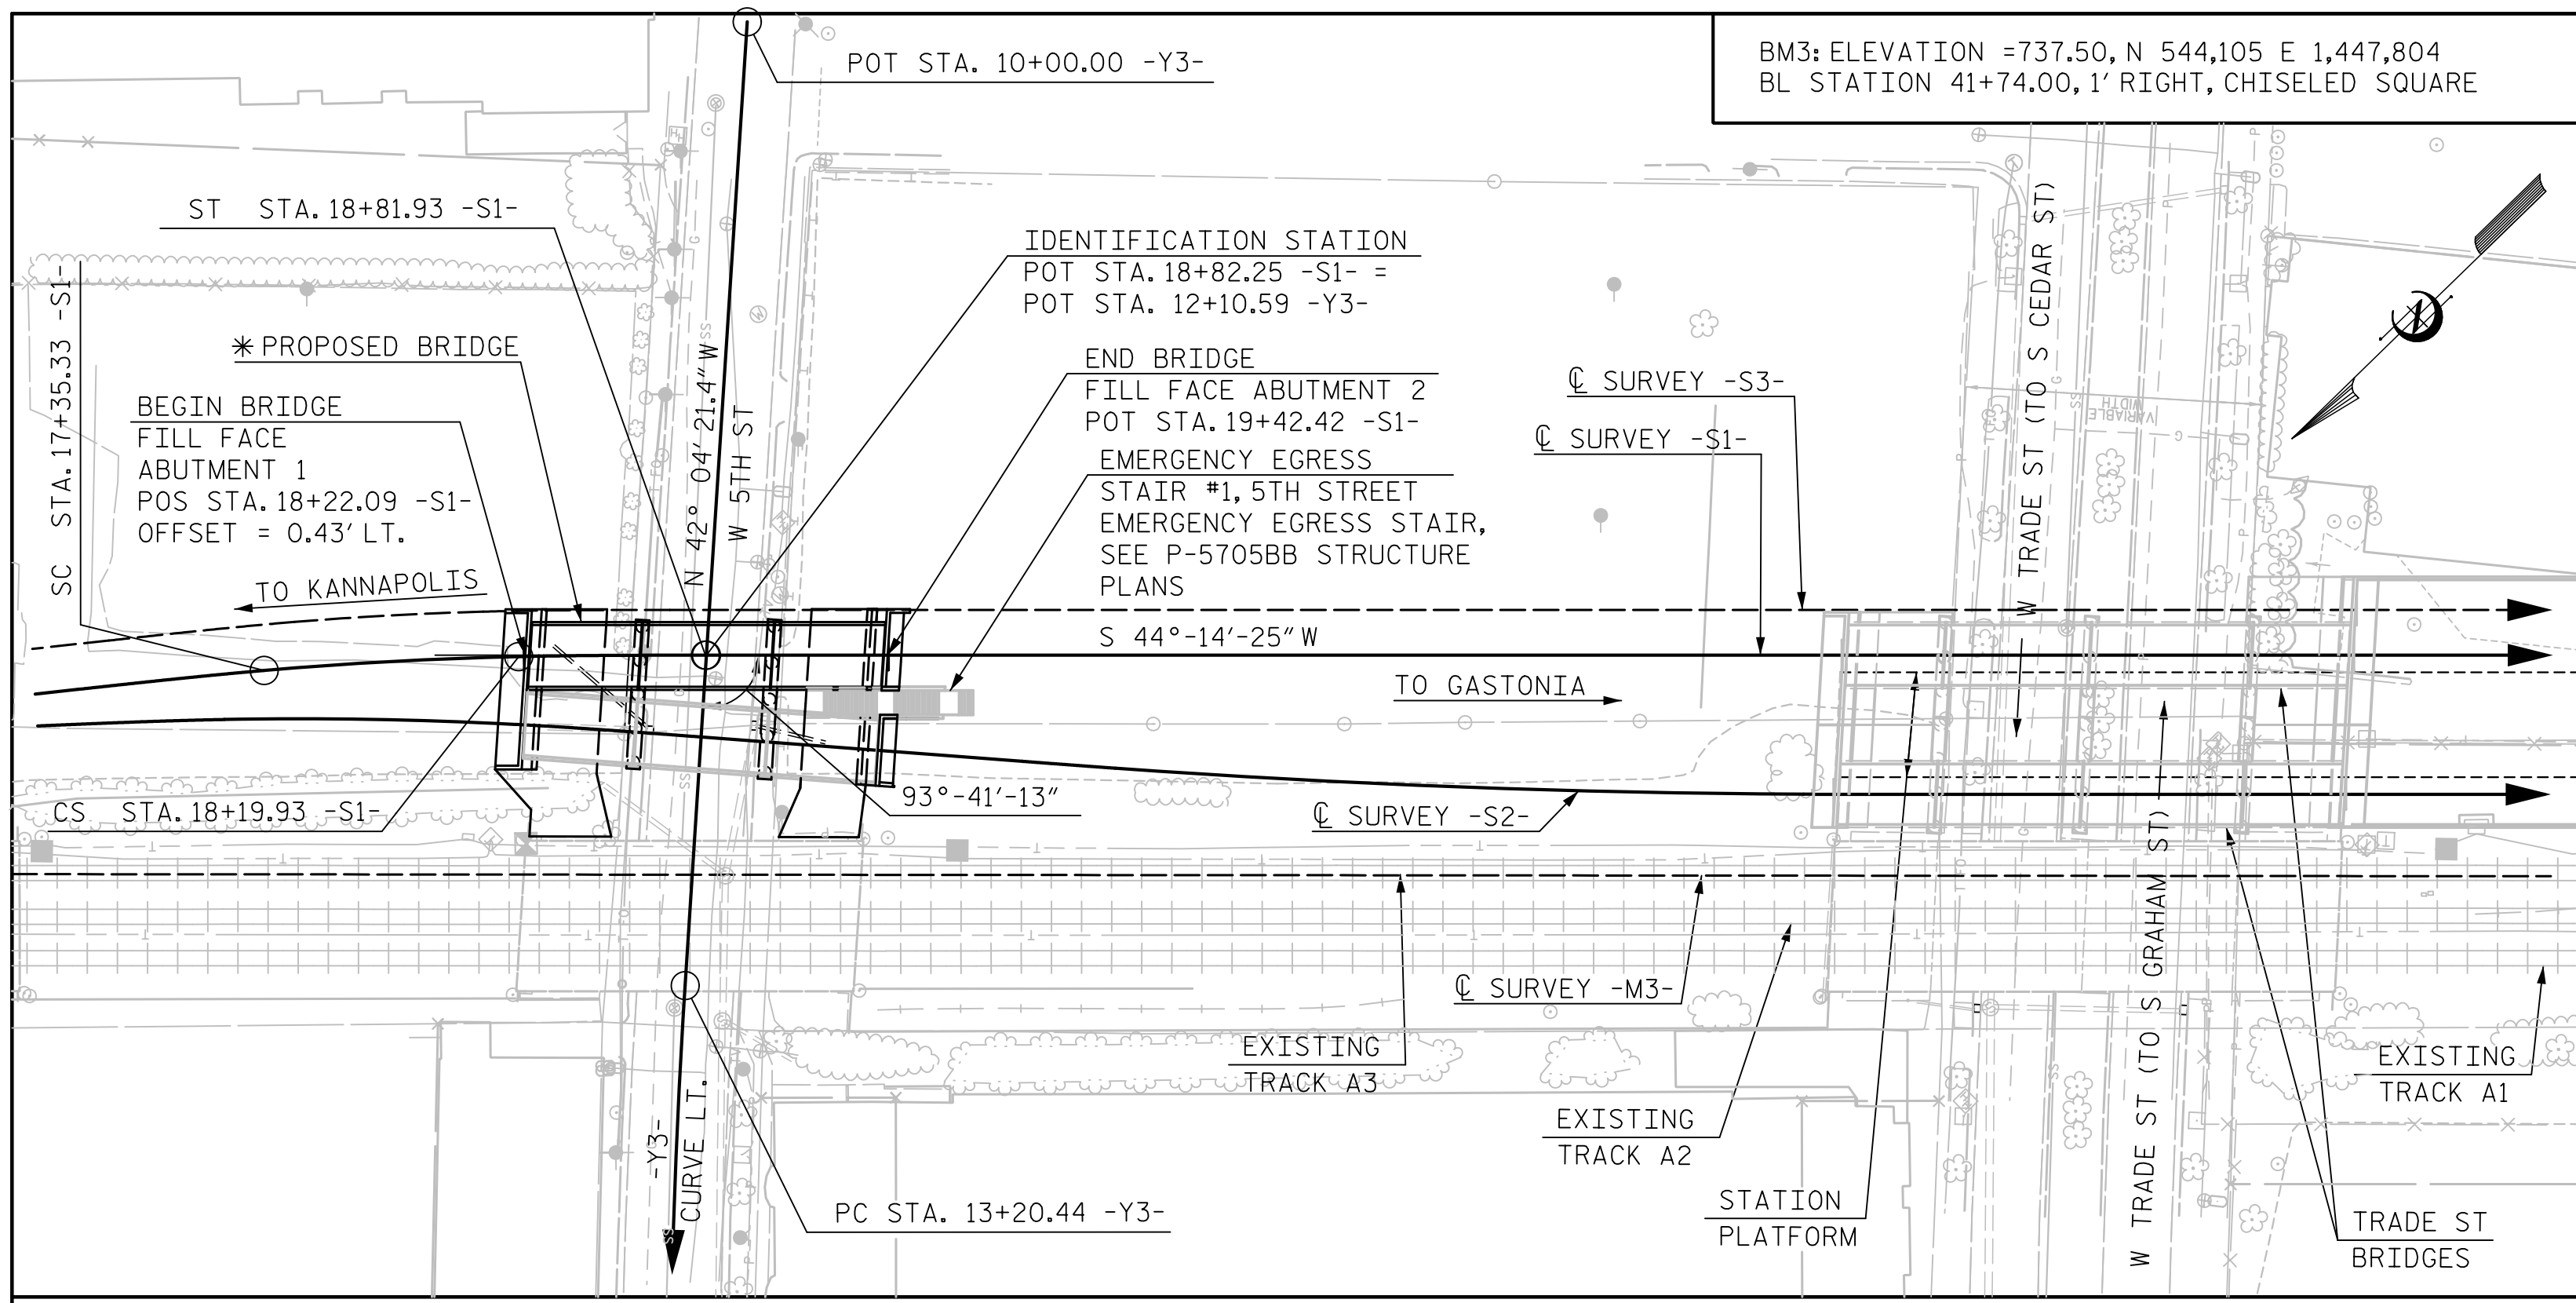 POT STA. 10+00.00 -Y3-
BM3: ELEVATION =737.50, N 544,105 E 1,447,804
BL STATION 41+74.00, 1' RIGHT, CHISELED SQUARE
ST STA. 18+81.93 -S1-
SC STA. 17+35.33 -S1-
IDENTIFICATION STATION
POT STA. 18+82.25 -S1- =
POT STA. 12+10.59 -Y3-
✳ PROPOSED BRIDGE
BEGIN BRIDGE
FILL FACE
ABUTMENT 1
POS STA. 18+22.09 -S1-
OFFSET = 0.43' LT.
N 42° 04' 21.4" W
W 5TH ST
END BRIDGE
FILL FACE ABUTMENT 2
POT STA. 19+42.42 -S1-
EMERGENCY EGRESS
STAIR #1, 5TH STREET
EMERGENCY EGRESS STAIR,
SEE P-5705BB STRUCTURE
PLANS
℄ SURVEY -S3-
℄ SURVEY -S1-
W TRADE ST (TO S CEDAR ST)
VARIABLE
WIDTH
TO KANNAPOLIS
S 44°-14'-25" W
TO GASTONIA
CS STA. 18+19.93 -S1-
93°-41'-13"
℄ SURVEY -S2-
℄ SURVEY -M3-
EXISTING
TRACK A3
EXISTING
TRACK A2
W TRADE ST (TO S GRAHAM ST)
EXISTING
TRACK A1
-Y3-
CURVE LT.
PC STA. 13+20.44 -Y3-
STATION
PLATFORM
TRADE ST
BRIDGES